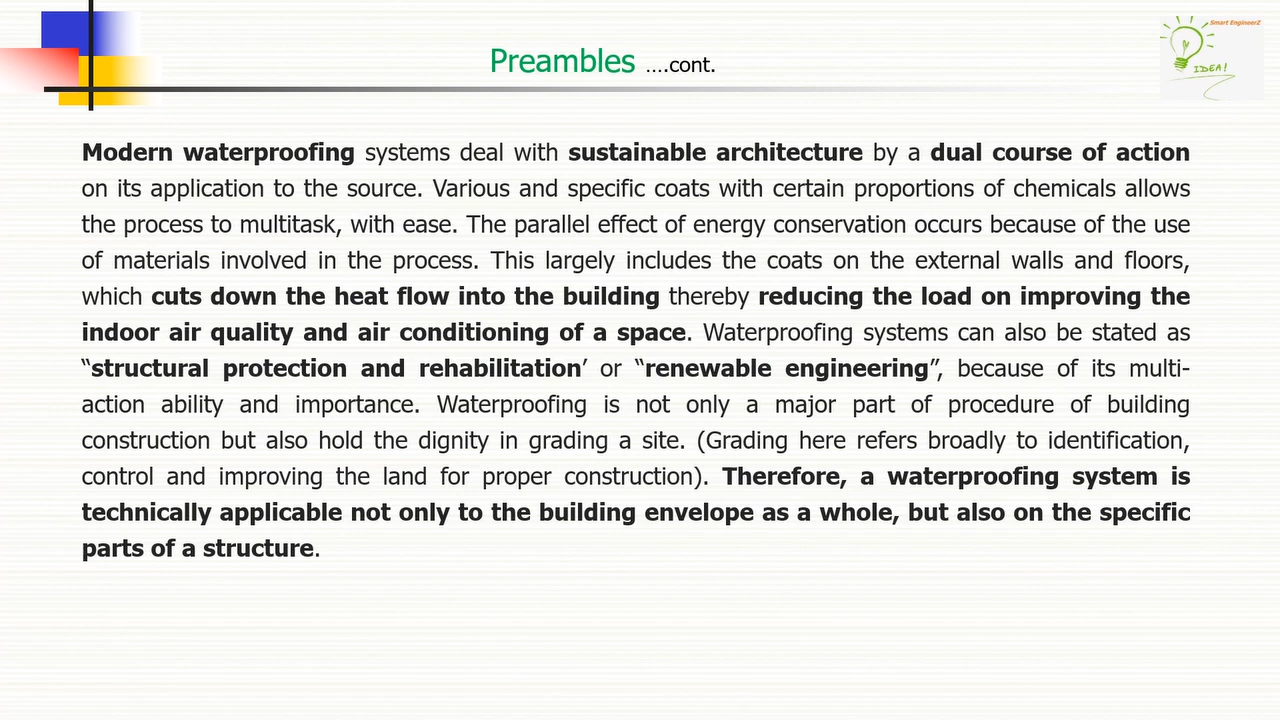 Smart EngineerZ
IDEA!
Preambles ....cont.
Modern waterproofing systems deal with sustainable architecture by a dual course of action
on its application to the source. Various and specific coats with certain proportions of chemicals allows
the process to multitask, with ease. The parallel effect of energy conservation occurs because of the use
of materials involved in the process. This largely includes the coats on the external walls and floors,
which cuts down the heat flow into the building thereby reducing the load on improving the
indoor air quality and air conditioning of a space. Waterproofing systems can also be stated as
“structural protection and rehabilitation’ or “renewable engineering”, because of its multi-
action ability and importance. Waterproofing is not only a major part of procedure of building
construction but also hold the dignity in grading a site. (Grading here refers broadly to identification,
control and improving the land for proper construction). Therefore, a waterproofing system is
technically applicable not only to the building envelope as a whole, but also on the specific
parts of a structure.